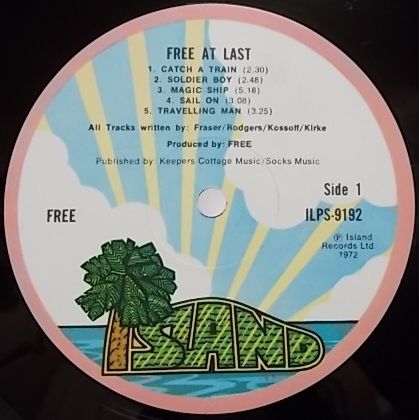 FREE AT LAST
1. CATCH A TRAIN (2.30)
2. SOLDIER BOY (2.48)
3. MAGIC SHIP (5.18)
4. SAIL ON (3.08)
5. TRAVELLING MAN (3.25)
All Tracks written by: Fraser/Rodgers/Kossoff/Kirke
Produced by: FREE
Published by: Keepers Cottage Music/Socks Music
Side 1
FREE
ILPS-9192
Ⓟ Island
Records Ltd.
1972
ISLAND